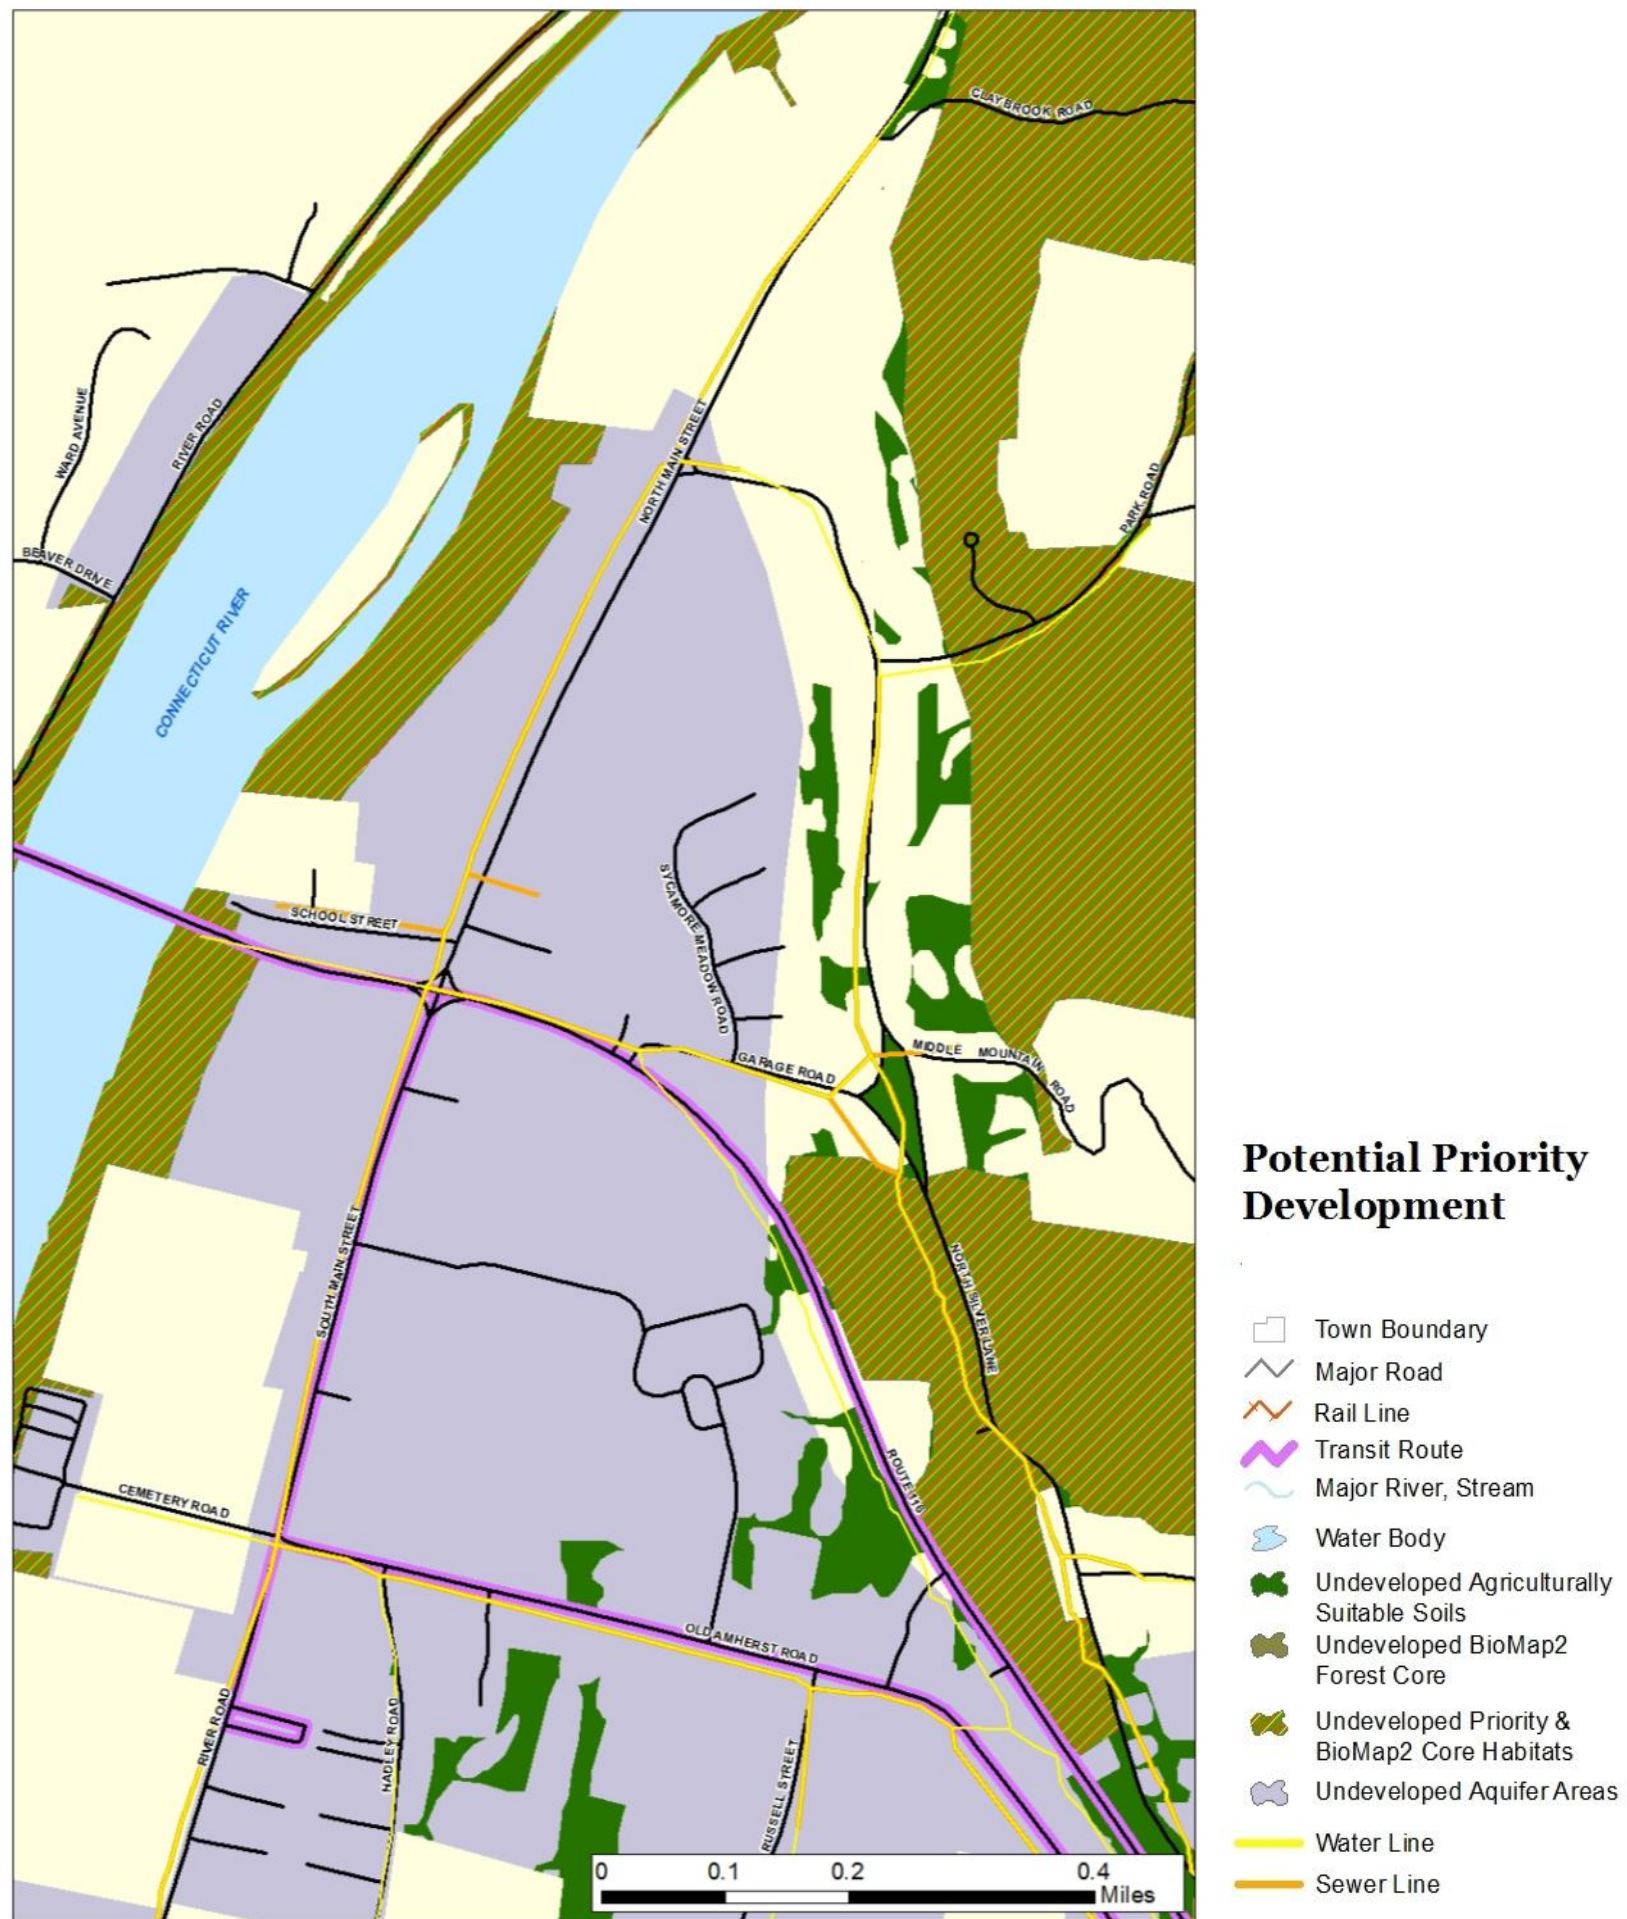 CLAYBROOK ROAD
WARD AVENUE
RIVER ROAD
NORTH MAIN STREET
NORTH MAIN STREET
PARK ROAD
BEAVER DRIVE
CONNECTICUT RIVER
SYCAMORE MEADOW ROAD
SCHOOL STREET
GARAGE ROAD
MIDDLE MOUNTAIN ROAD
SOUTH MAIN STREET
NORTH SILVER LANE
ROUTE 116
CEMETERY ROAD
OLD AMHERST ROAD
RIVER ROAD
HADLEY ROAD
RUSSELL STREET
0 0.1 0.2 0.4
Miles
Potential Priority
Development
Town Boundary
Major Road
Rail Line
Transit Route
Major River, Stream
Water Body
Undeveloped Agriculturally
Suitable Soils
Undeveloped BioMap2
Forest Core
Undeveloped Priority &
BioMap2 Core Habitats
Undeveloped Aquifer Areas
Water Line
Sewer Line